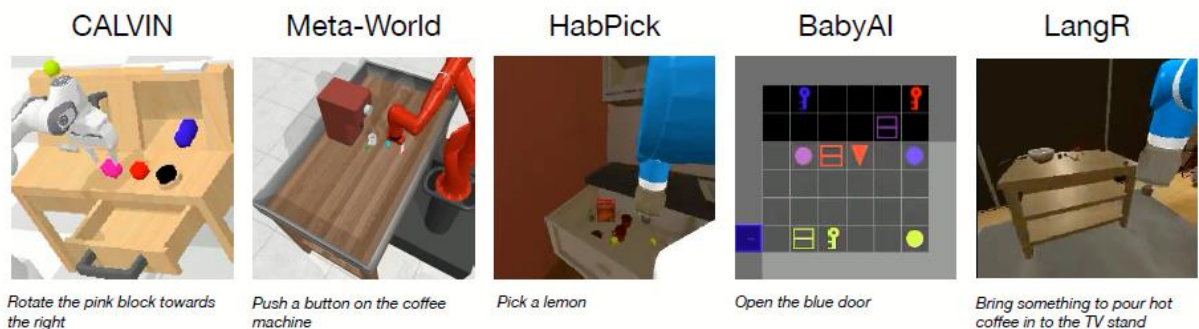 CALVIN
Meta-World
HabPick
BabyAI
LangR
Rotate the pink block towards
the right
Push a button on the coffee
machine
Pick a lemon
Open the blue door
Bring something to pour hot
coffee in to the TV stand